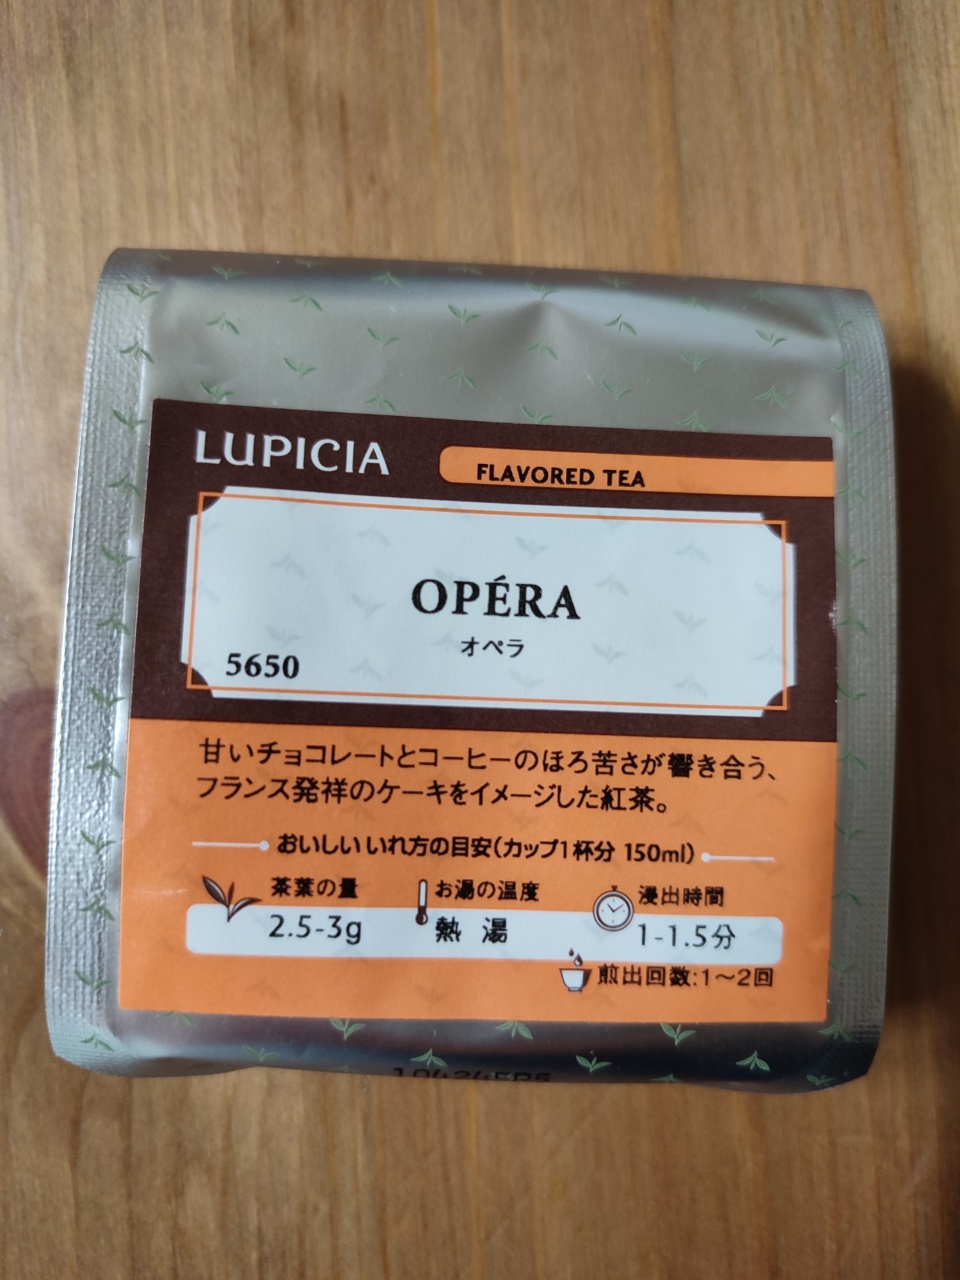 LUPICIA
FLAVORED TEA
OPÉRA
オペラ
5650
甘いチョコレートとコーヒーのほろ苦さが響き合う、
フランス発祥のケーキをイメージした紅茶。
おいしいいれ方の目安(カップ1杯分 150ml)
茶葉の量 お湯の温度 浸出時間
2.5-3g 熱湯 1-1.5分
煎出回数:1〜2回